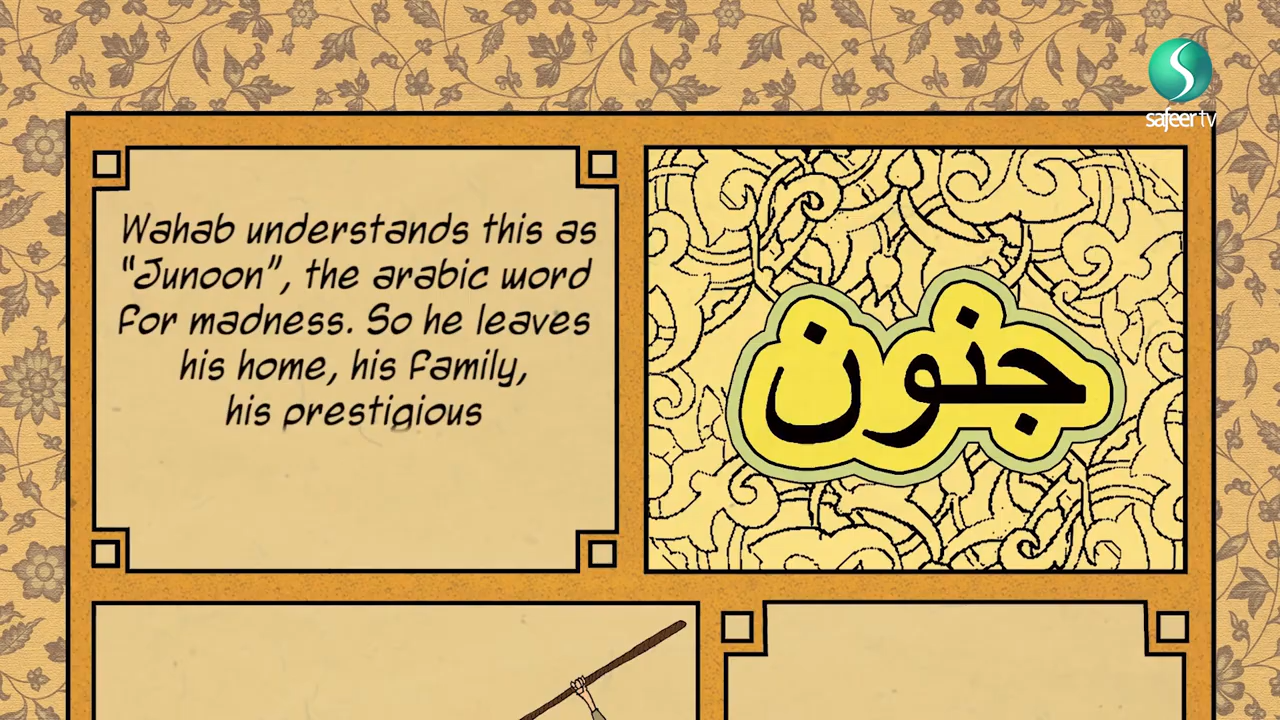 safeer tv
Wahab understands this as
"Junoon", the arabic word
for madness. So he leaves
his home, his family,
his prestigious
جنون